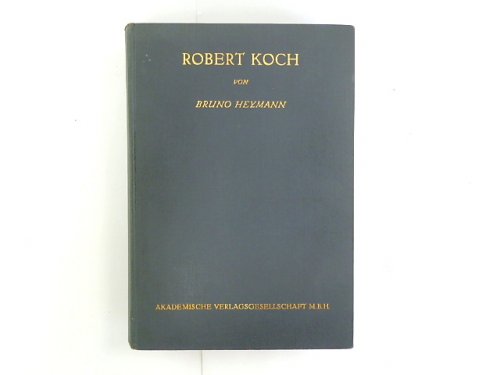 ROBERT KOCH
VON
BRUNO HEYMANN
AKADEMISCHE VERLAGSGESELLSCHAFT M.B.H.